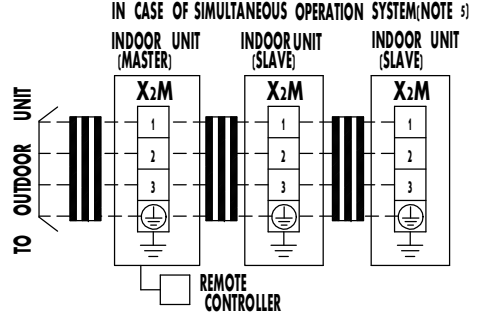 IN CASE OF SIMULTANEOUS OPERATION SYSTEM(NOTE 5)
INDOOR UNIT
(MASTER)
INDOOR UNIT
(SLAVE)
INDOOR UNIT
(SLAVE)
X2M
X2M
X2M
1
2
3
1
2
3
1
2
3
TO OUTDOOR UNIT
REMOTE
CONTROLLER